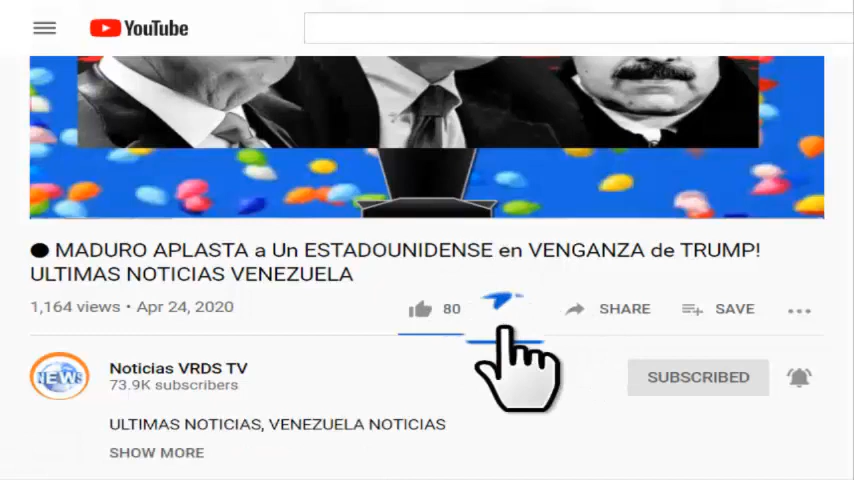 YouTube
● MADURO APLASTA a Un ESTADOUNIDENSE en VENGANZA de TRUMP!
ULTIMAS NOTICIAS VENEZUELA
1,164 views • Apr 24, 2020
80
SHARE
SAVE
NEWS
Noticias VRDS TV
73.9K subscribers
SUBSCRIBED
ULTIMAS NOTICIAS, VENEZUELA NOTICIAS
SHOW MORE